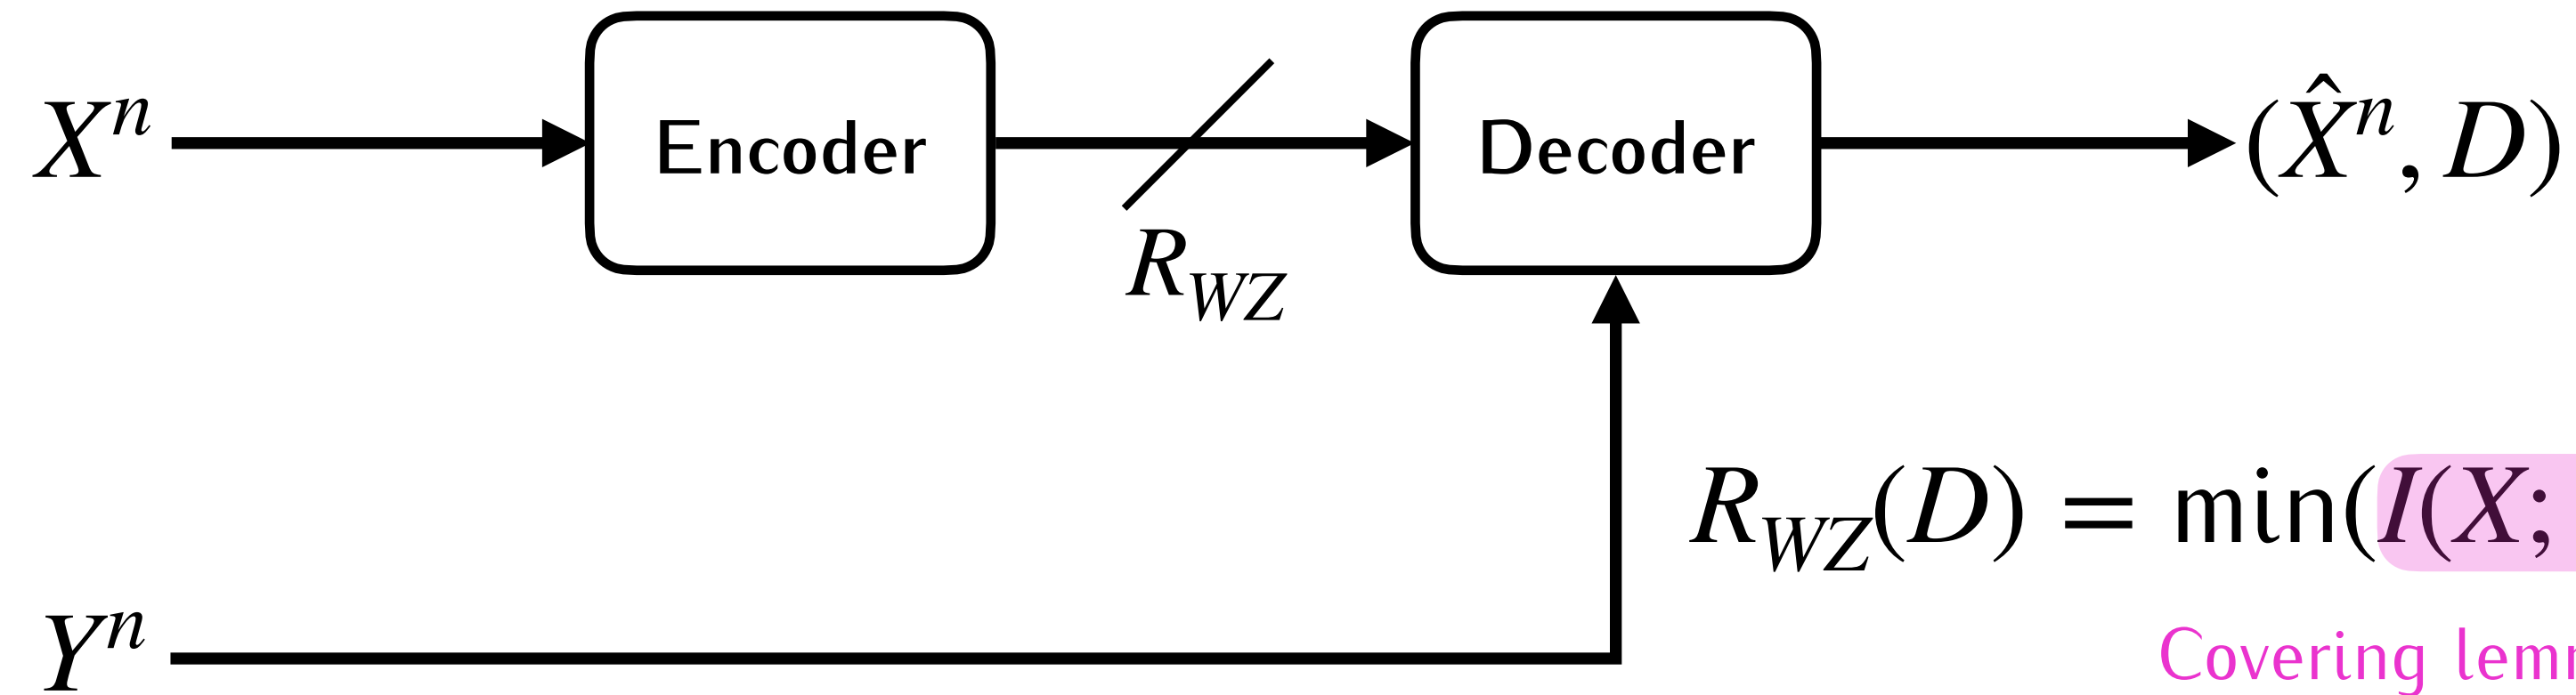 Xⁿ Encoder Decoder (X̂ⁿ, D)
R_WZ
R_WZ(D) = min(I(X;
Yⁿ
Covering